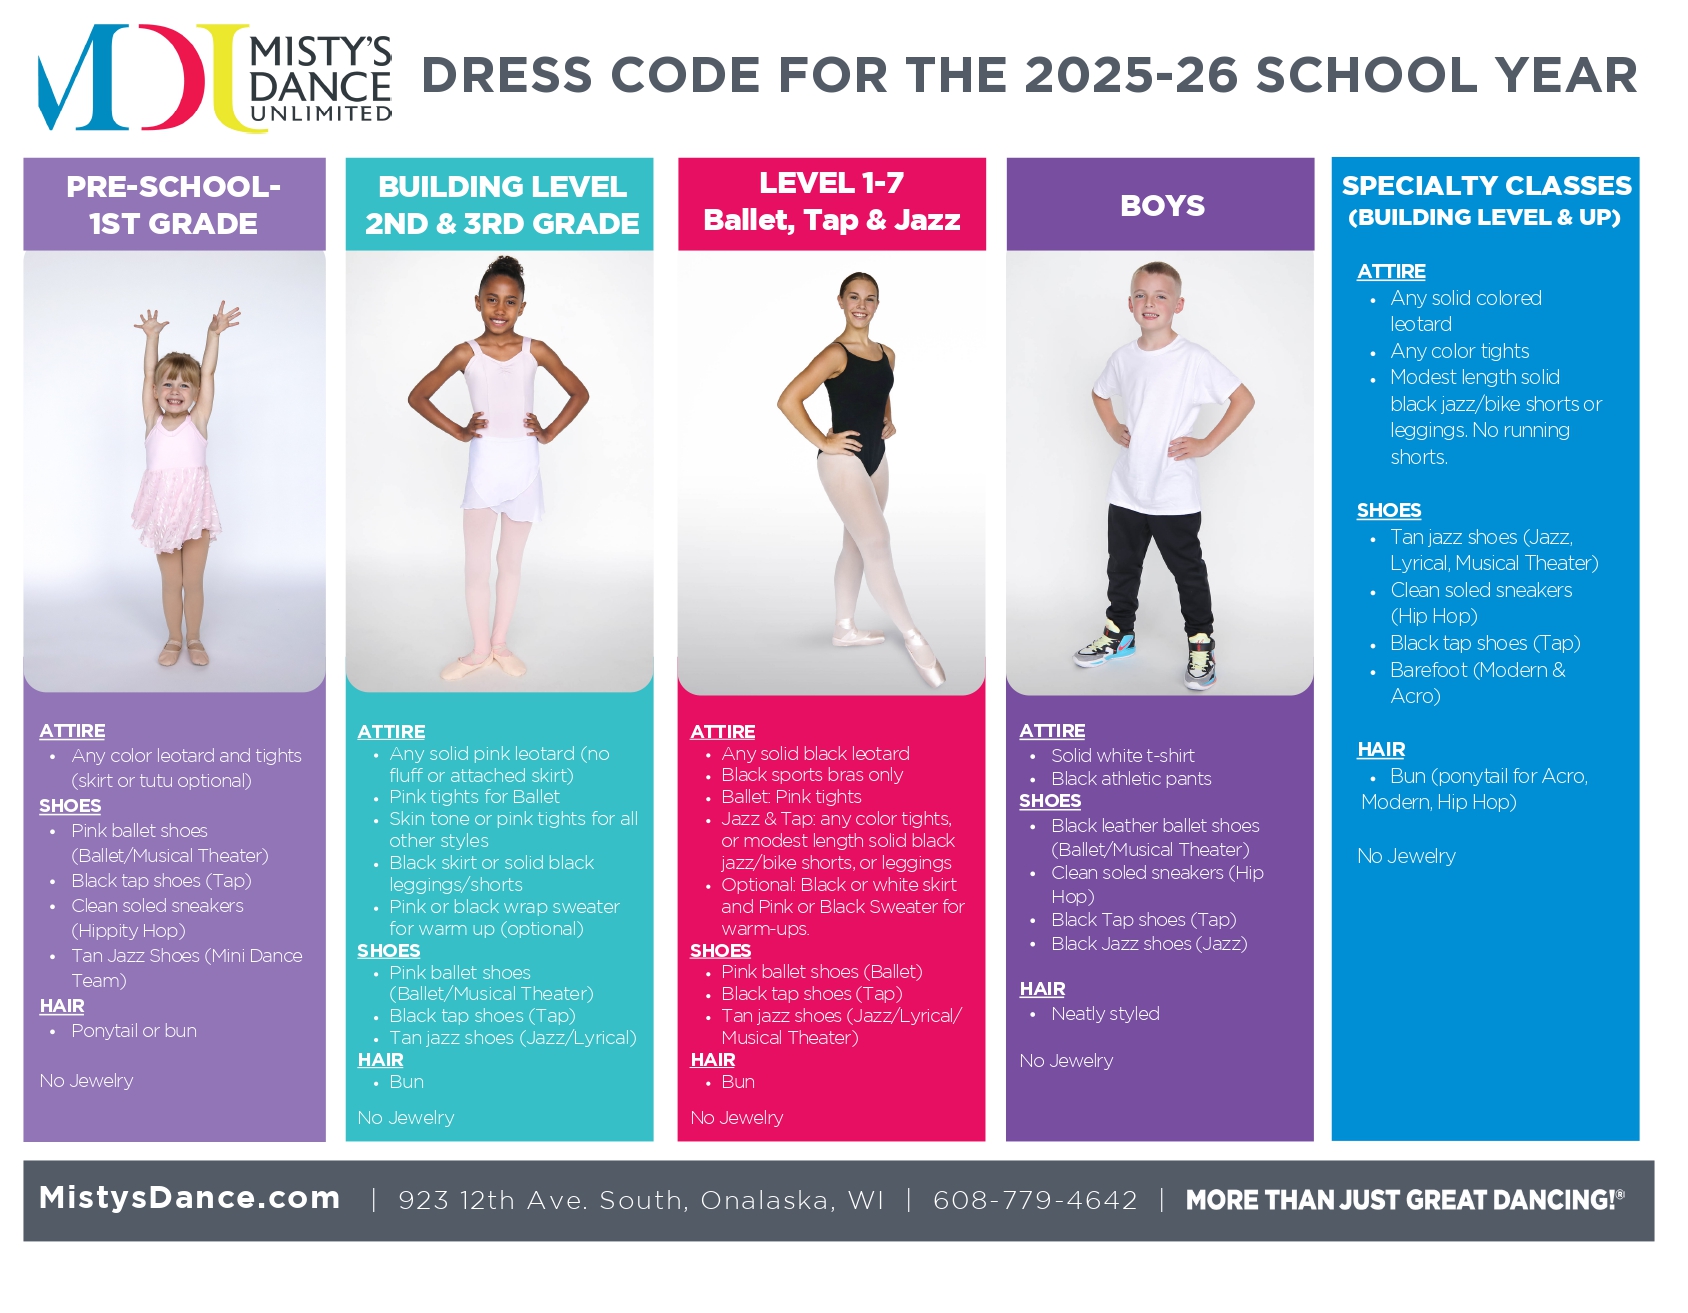 MDU MISTY'S
DANCE
UNLIMITED
DRESS CODE FOR THE 2025-26 SCHOOL YEAR
PRE-SCHOOL-
1ST GRADE
ATTIRE
• Any color leotard and tights
(skirt or tutu optional)
SHOES
• Pink ballet shoes
(Ballet/Musical Theater)
• Black tap shoes (Tap)
• Clean soled sneakers
(Hippity Hop)
• Tan Jazz Shoes (Mini Dance
Team)
HAIR
• Ponytail or bun
No Jewelry
BUILDING LEVEL
2ND & 3RD GRADE
ATTIRE
• Any solid pink leotard (no
fluff or attached skirt)
• Pink tights for Ballet
• Skin tone or pink tights for all
other styles
• Black skirt or solid black
leggings/shorts
• Pink or black wrap sweater
for warm up (optional)
SHOES
• Pink ballet shoes
(Ballet/Musical Theater)
• Black tap shoes (Tap)
• Tan jazz shoes (Jazz/Lyrical)
HAIR
• Bun
No Jewelry
LEVEL 1-7
Ballet, Tap & Jazz
ATTIRE
• Any solid black leotard
• Black sports bras only
• Ballet: Pink tights
• Jazz & Tap: any color tights,
or modest length solid black
jazz/bike shorts, or leggings
• Optional: Black or white skirt
and Pink or Black Sweater for
warm-ups.
SHOES
• Pink ballet shoes (Ballet)
• Black tap shoes (Tap)
• Tan jazz shoes (Jazz/Lyrical/
Musical Theater)
HAIR
• Bun
No Jewelry
BOYS
ATTIRE
• Solid white t-shirt
• Black athletic pants
SHOES
• Black leather ballet shoes
(Ballet/Musical Theater)
• Clean soled sneakers (Hip
Hop)
• Black Tap shoes (Tap)
• Black Jazz shoes (Jazz)
HAIR
• Neatly styled
No Jewelry
SPECIALTY CLASSES
(BUILDING LEVEL & UP)
ATTIRE
• Any solid colored
leotard
• Any color tights
• Modest length solid
black jazz/bike shorts or
leggings. No running
shorts.
SHOES
• Tan jazz shoes (Jazz,
Lyrical, Musical Theater)
• Clean soled sneakers
(Hip Hop)
• Black tap shoes (Tap)
• Barefoot (Modern &
Acro)
HAIR
• Bun (ponytail for Acro,
Modern, Hip Hop)
No Jewelry
MistysDance.com | 923 12th Ave. South, Onalaska, WI | 608-779-4642 | MORE THAN JUST GREAT DANCING!®